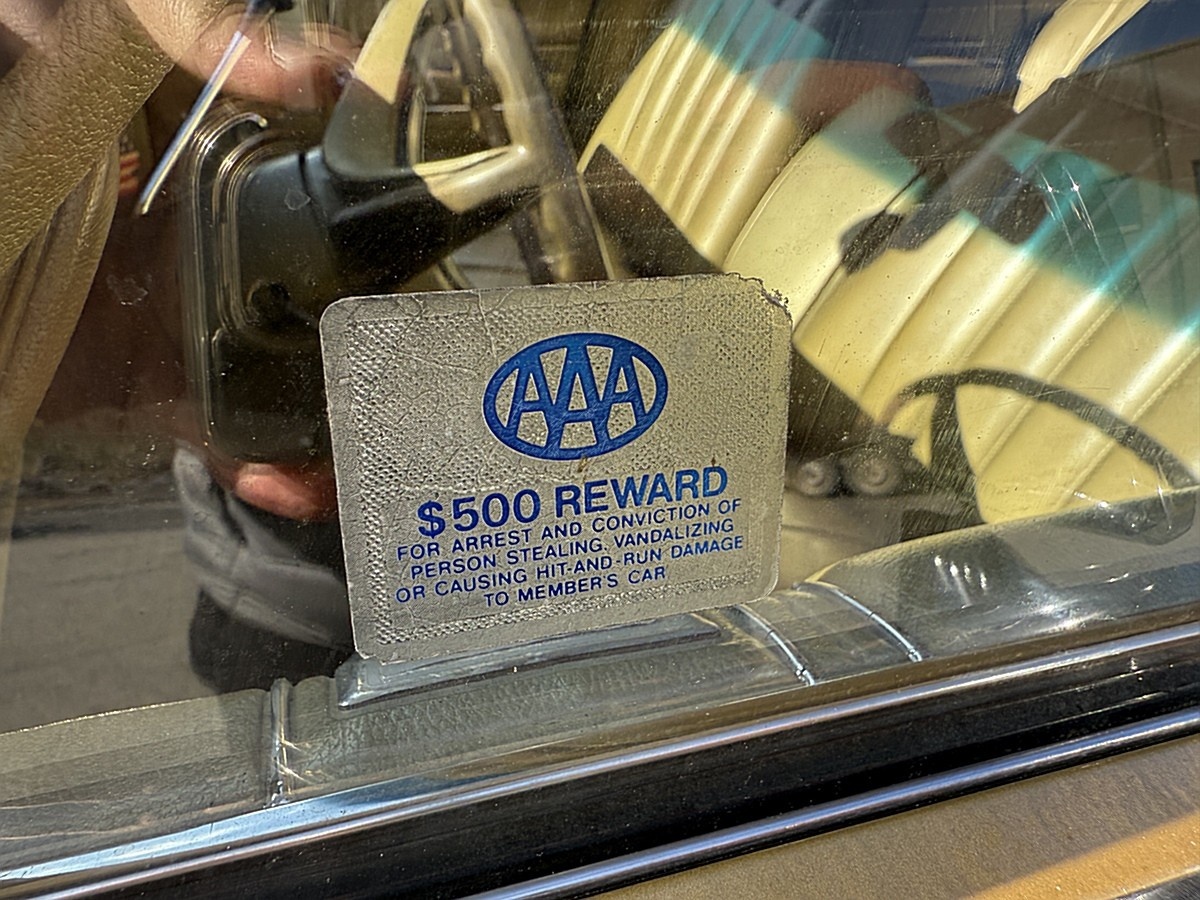 AAA
$500 REWARD
FOR ARREST AND CONVICTION OF
PERSON STEALING, VANDALIZING
OR CAUSING HIT-AND-RUN DAMAGE
TO MEMBER'S CAR